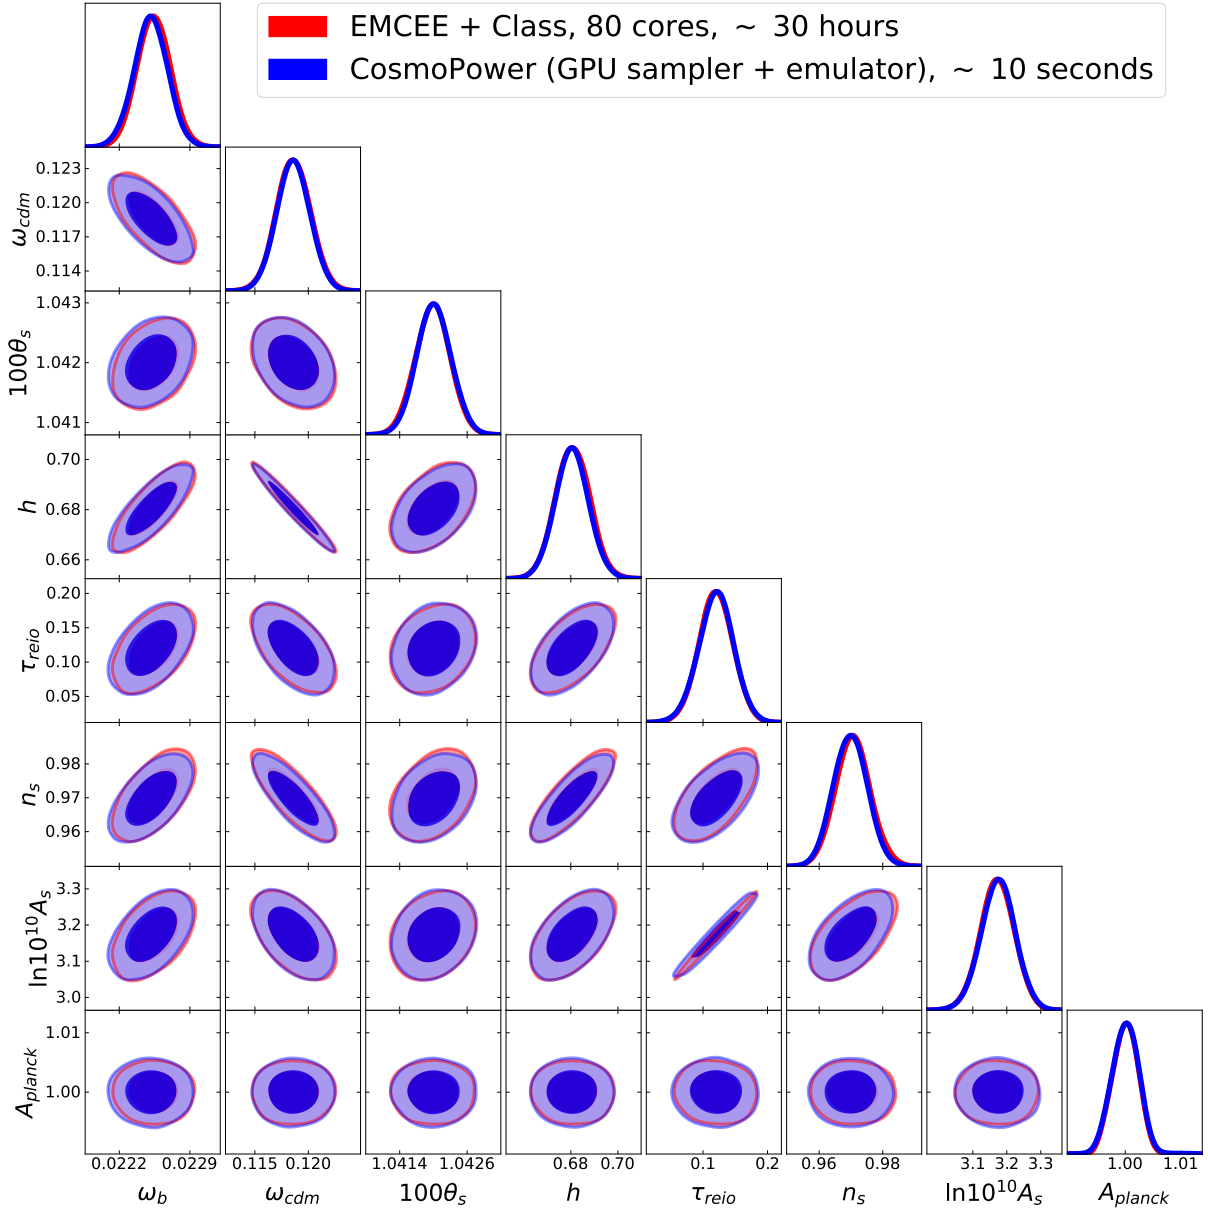 EMCEE + Class, 80 cores, ∼ 30 hours
CosmoPower (GPU sampler + emulator), ∼ 10 seconds
0.123
0.120
0.117
0.114
ω_cdm
1.043
1.042
1.041
100θ_s
0.70
0.68
0.66
h
0.20
0.15
0.10
0.05
τ_reio
0.98
0.97
0.96
n_s
3.3
3.2
3.1
3.0
ln10^10A_s
1.01
1.00
A_planck
0.0222 0.0229 0.115 0.120 1.0414 1.0426 0.68 0.70 0.1 0.2 0.96 0.98 3.1 3.2 3.3 1.00 1.01
ω_b ω_cdm 100θ_s h τ_reio n_s ln10^10A_s A_planck